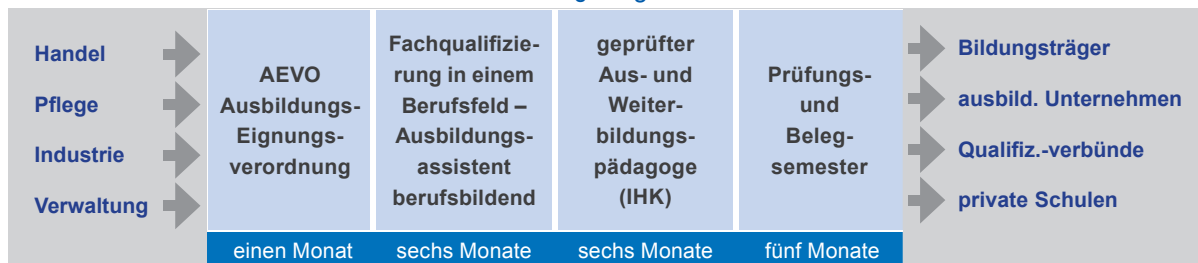 Handel
Pflege
Industrie
Verwaltung
AEVO
Ausbildungs-
Eignungs-
verordnung
einen Monat
Fachqualifizie-
rung in einem
Berufsfeld –
Ausbildungs-
assistent
berufsbildend
sechs Monate
geprüfter
Aus- und
Weiter-
bildungs-
pädagoge
(IHK)
sechs Monate
Prüfungs-
und
Beleg-
semester
fünf Monate
Bildungsträger
ausbild. Unternehmen
Qualifiz.-verbünde
private Schulen